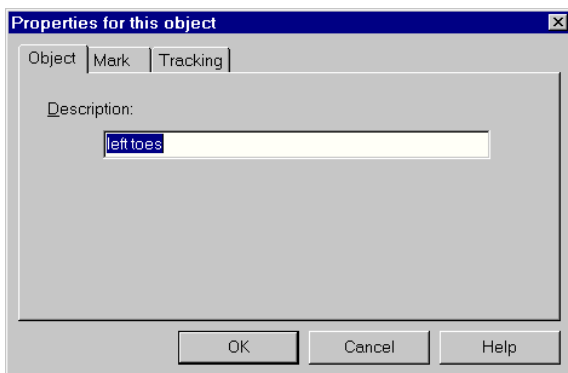 Properties for this object
Object Mark Tracking
Description:
left toes
OK Cancel Help